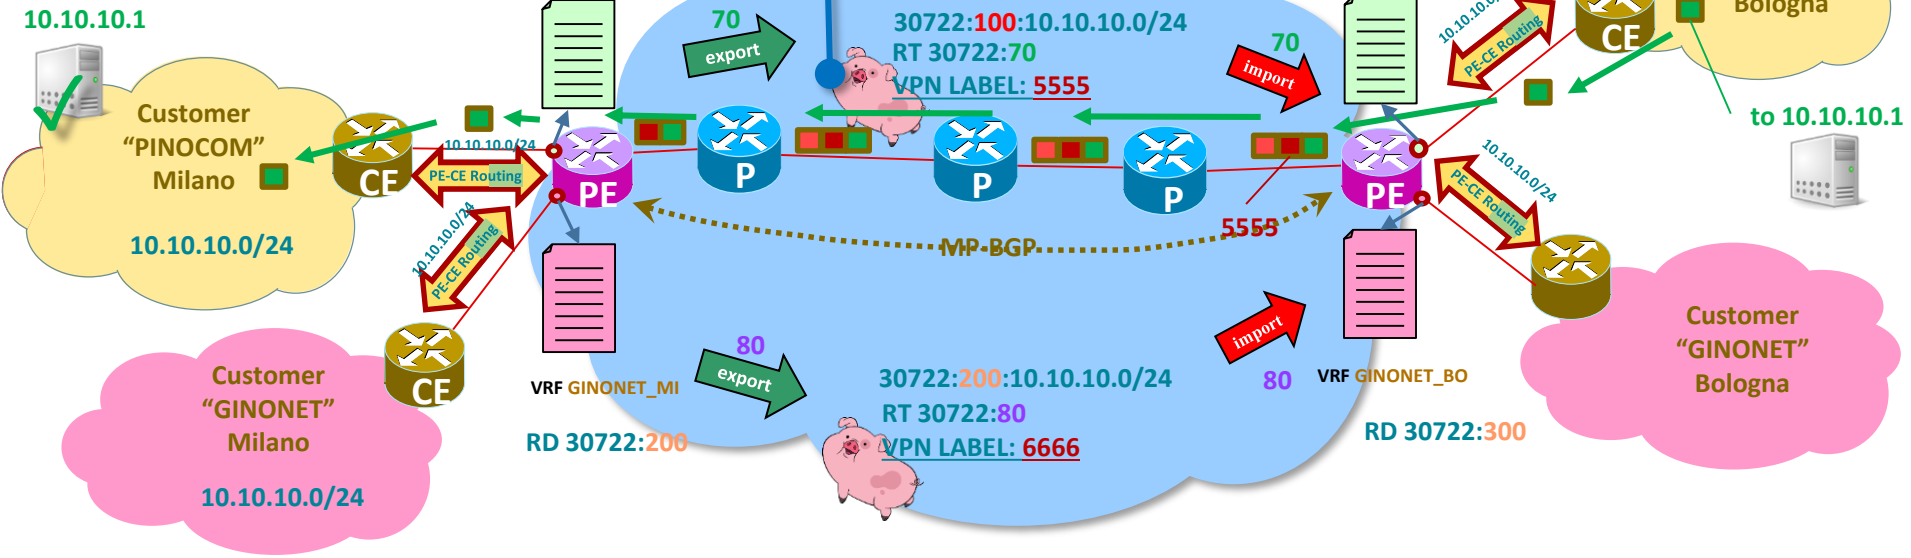 10.10.10.1
Customer
“PINOCOM”
Milano
10.10.10.0/24
CE
10.10.10.0/24
PE-CE Routing
10.10.10.0/24
PE-CE Routing
CE
Customer
“GINONET”
Milano
10.10.10.0/24
PE
VRF GINONET_MI
RD 30722:200
70
export
30722:100:10.10.10.0/24
RT 30722:70
VPN LABEL: 5555
70
import
P
P
P
MP-BGP
5555
80
export
30722:200:10.10.10.0/24
RT 30722:80
VPN LABEL: 6666
import
80
PE
VRF GINONET_BO
RD 30722:300
PE-CE Routing
CE
Bologna
to 10.10.10.1
10.10.10.0/24
PE-CE Routing
Customer
“GINONET”
Bologna